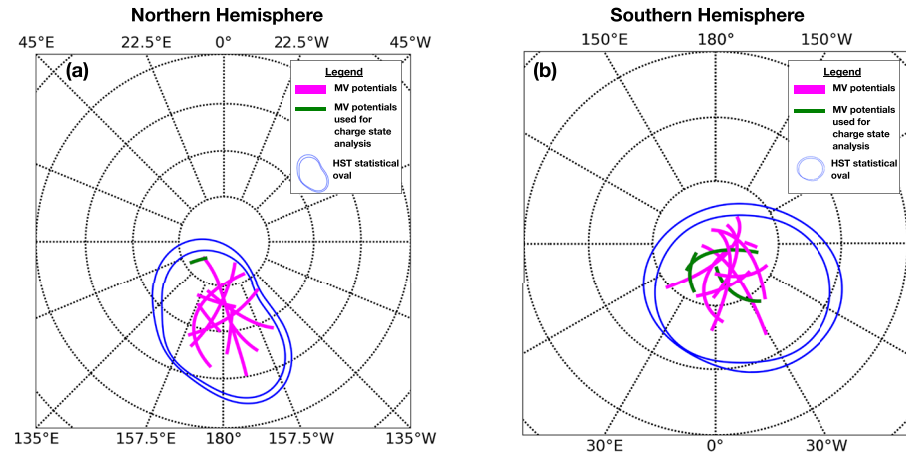 Northern Hemisphere
45°E 22.5°E 0° 22.5°W 45°W
(a)
Legend
MV potentials
MV potentials
used for
charge state
analysis
HST statistical
oval
135°E 157.5°E 180° 157.5°W 135°W
Southern Hemisphere
150°E 180° 150°W
(b)
Legend
MV potentials
MV potentials
used for
charge state
analysis
HST statistical
oval
30°E 0° 30°W